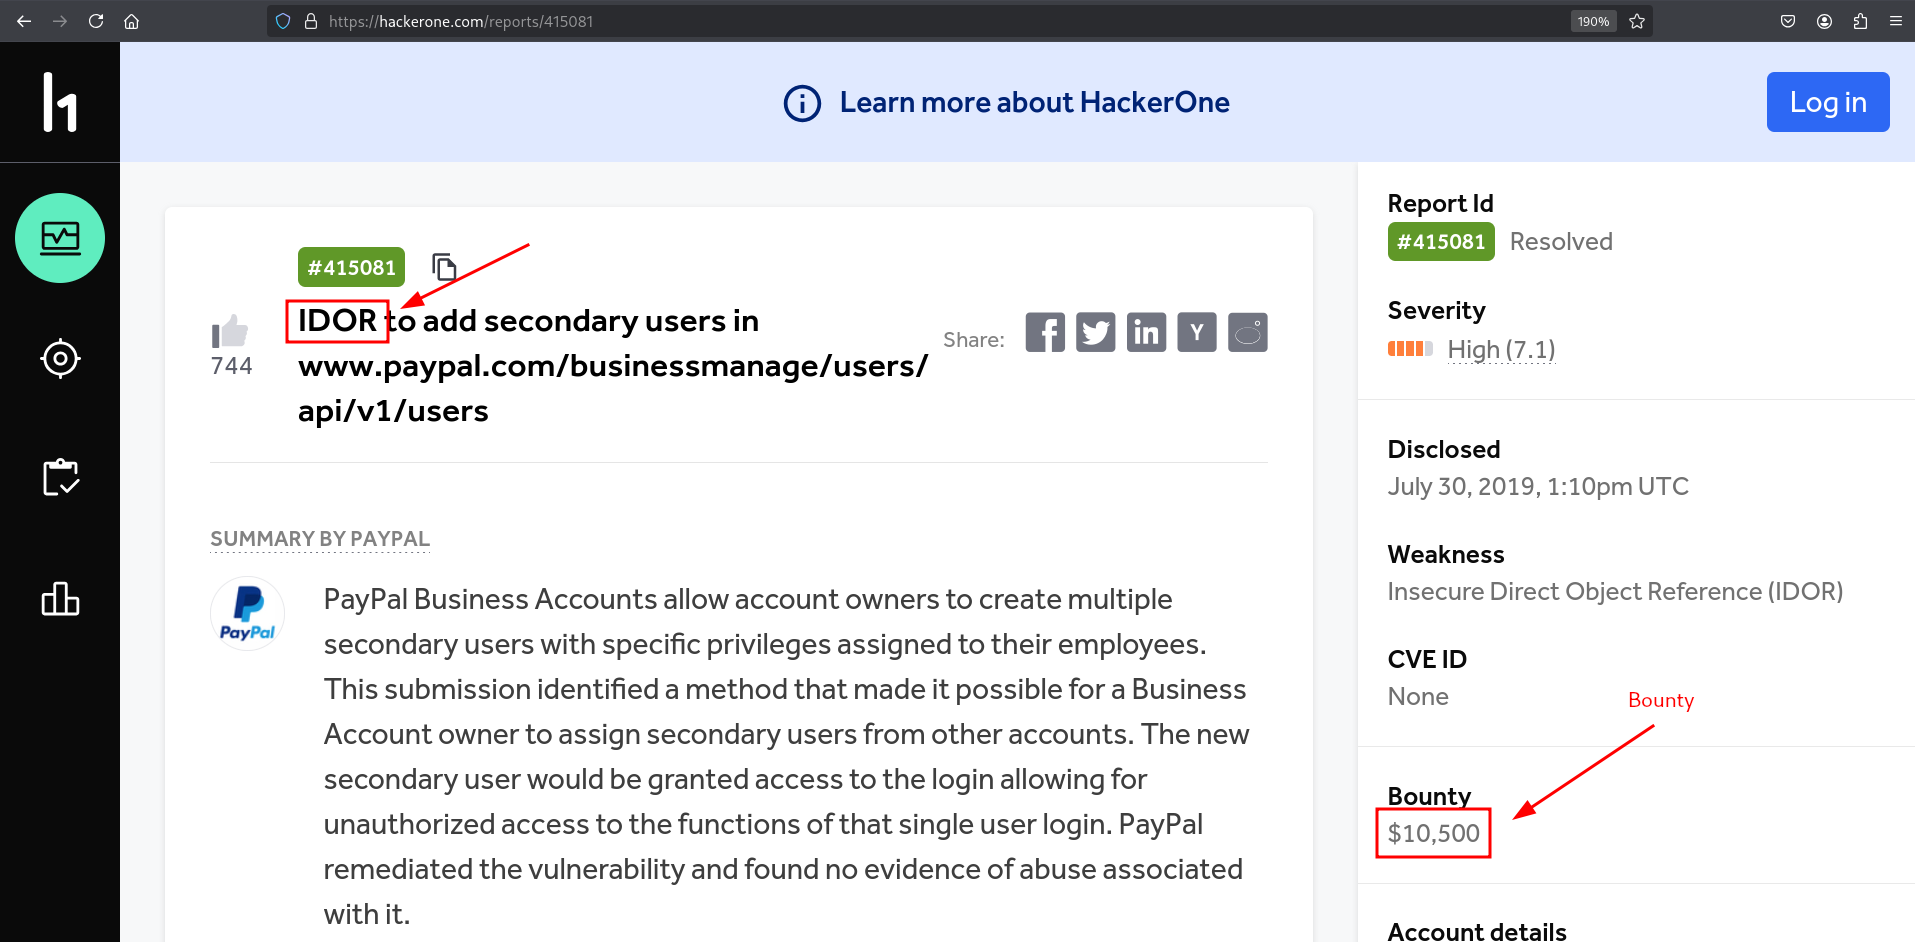 https://hackerone.com/reports/415081
190%
h1
Learn more about HackerOne
Log in
#415081
IDOR to add secondary users in
www.paypal.com/businessmanage/users/
api/v1/users
744
Share:
f
in
Y
SUMMARY BY PAYPAL
PayPal
PayPal Business Accounts allow account owners to create multiple
secondary users with specific privileges assigned to their employees.
This submission identified a method that made it possible for a Business
Account owner to assign secondary users from other accounts. The new
secondary user would be granted access to the login allowing for
unauthorized access to the functions of that single user login. PayPal
remediated the vulnerability and found no evidence of abuse associated
with it.
Report Id
#415081 Resolved
Severity
High (7.1)
Disclosed
July 30, 2019, 1:10pm UTC
Weakness
Insecure Direct Object Reference (IDOR)
CVE ID
None
Bounty
Bounty
$10,500
Account details